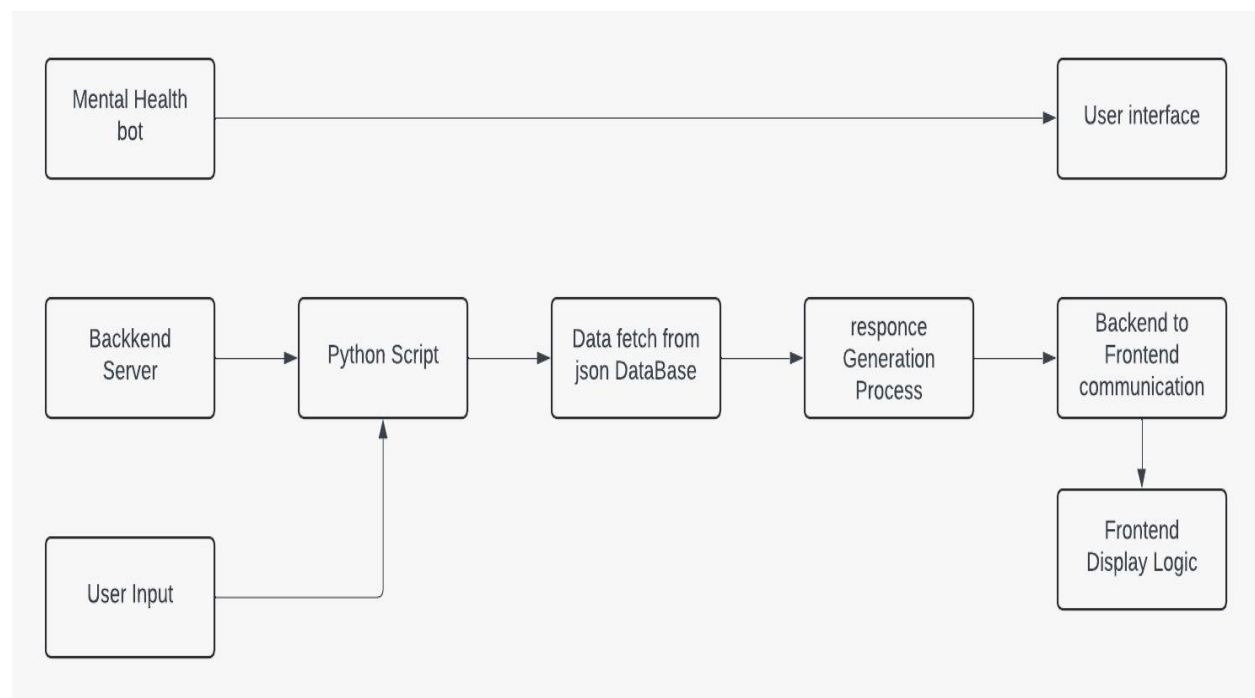 Mental Health
bot
User interface
Backkend
Server
Python Script
Data fetch from
json DataBase
responce
Generation
Process
Backend to
Frontend
communication
User Input
Frontend
Display Logic